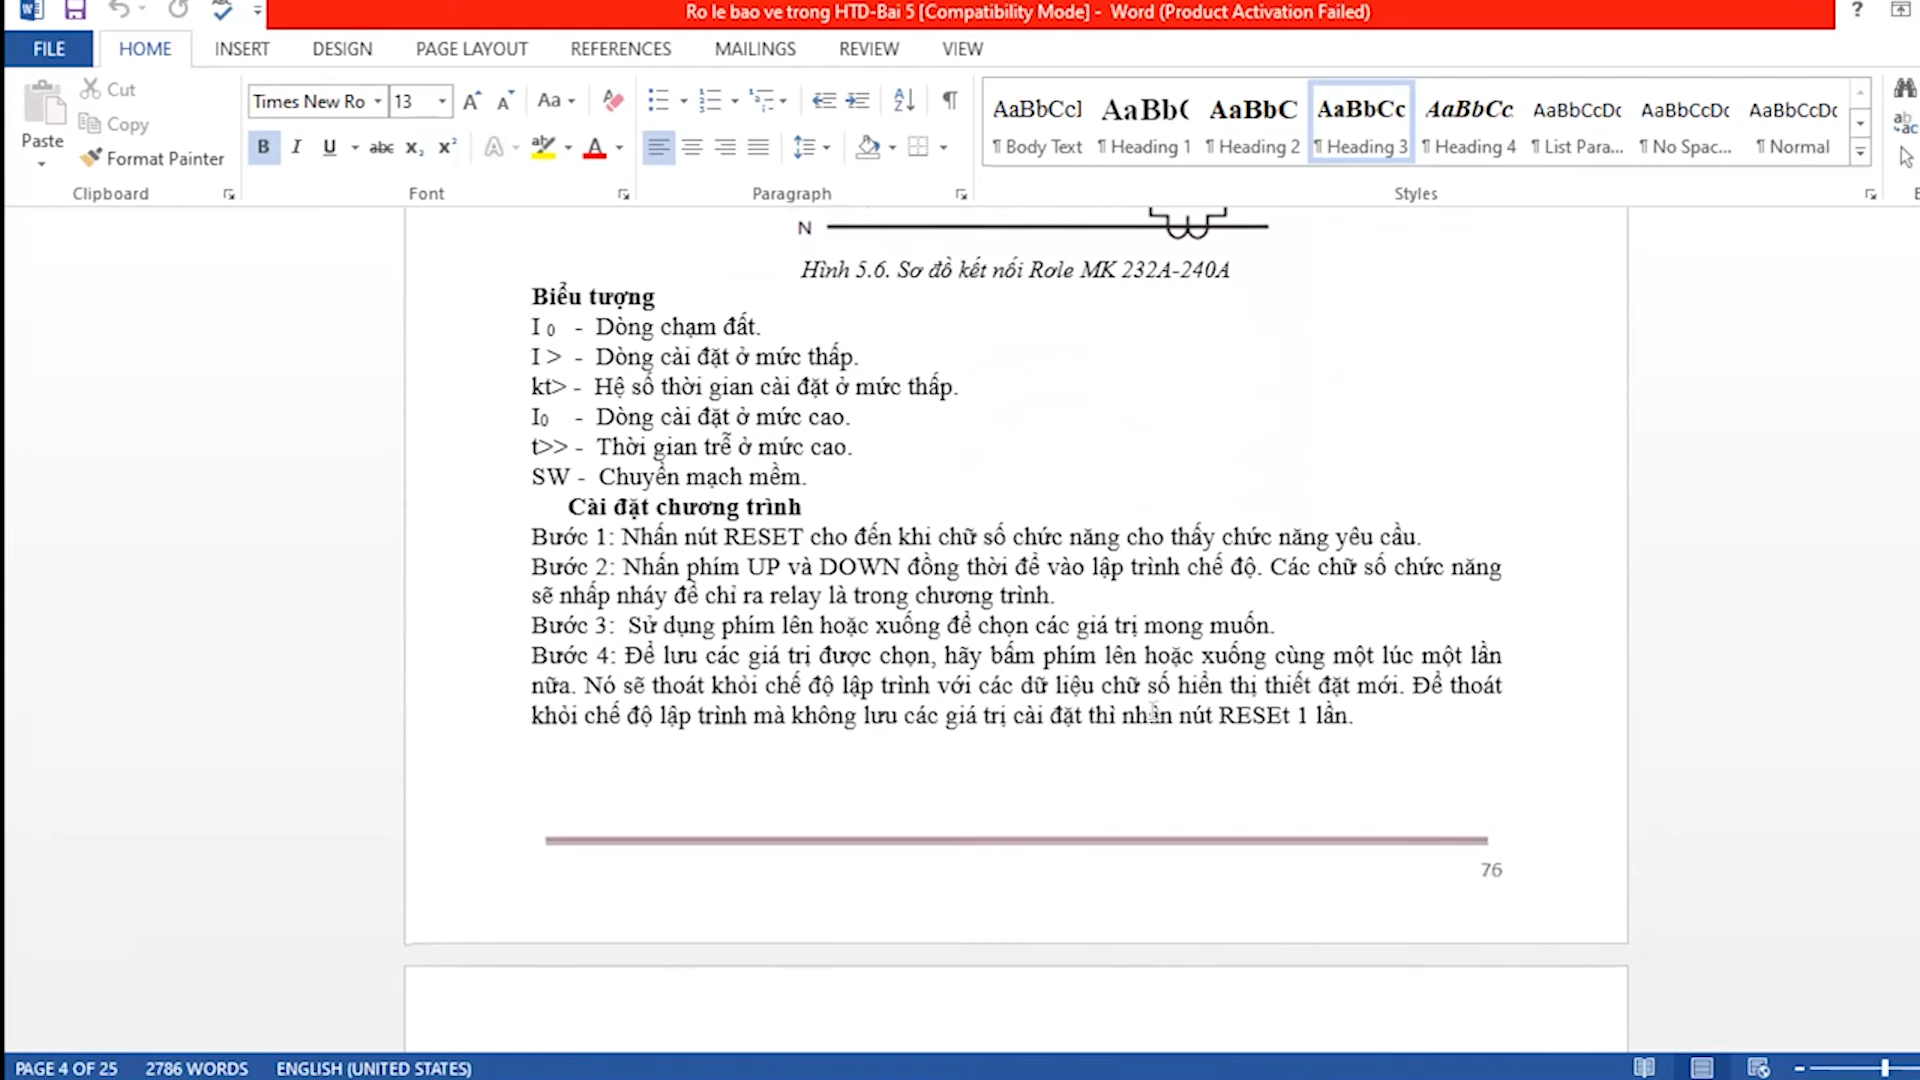 Ro le bao ve trong HTD-Bai 5 [Compatibility Mode] - Word (Product Activation Failed)
?
FILE HOME INSERT DESIGN PAGE LAYOUT REFERENCES MAILINGS REVIEW VIEW
Cut
Copy
Format Painter
Paste
Clipboard
Times New Ro 13
Font
Paragraph
AaBbCcI AaBb( AaBbC AaBbCc AaBbCc AaBbCcDc AaBbCcDc AaBbCcDc
¶ Body Text ¶ Heading 1 ¶ Heading 2 ¶ Heading 3 ¶ Heading 4 ¶ List Para... ¶ No Spac... ¶ Normal
Styles
N
Hình 5.6. Sơ đồ kết nối Rơle MK 232A-240A
Biểu tượng
I 0 - Dòng chạm đất.
I > - Dòng cài đặt ở mức thấp.
kt> - Hệ số thời gian cài đặt ở mức thấp.
I0 - Dòng cài đặt ở mức cao.
t>> - Thời gian trễ ở mức cao.
SW - Chuyển mạch mềm.
Cài đặt chương trình
Bước 1: Nhấn nút RESET cho đến khi chữ số chức năng cho thấy chức năng yêu cầu.
Bước 2: Nhấn phím UP và DOWN đồng thời để vào lập trình chế độ. Các chữ số chức năng
sẽ nhấp nháy để chỉ ra relay là trong chương trình.
Bước 3: Sử dụng phím lên hoặc xuống để chọn các giá trị mong muốn.
Bước 4: Để lưu các giá trị được chọn, hãy bấm phím lên hoặc xuống cùng một lúc một lần
nữa. Nó sẽ thoát khỏi chế độ lập trình với các dữ liệu chữ số hiển thị thiết đặt mới. Để thoát
khỏi chế độ lập trình mà không lưu các giá trị cài đặt thì nhấn nút RESEt 1 lần.
76
PAGE 4 OF 25 2786 WORDS ENGLISH (UNITED STATES)